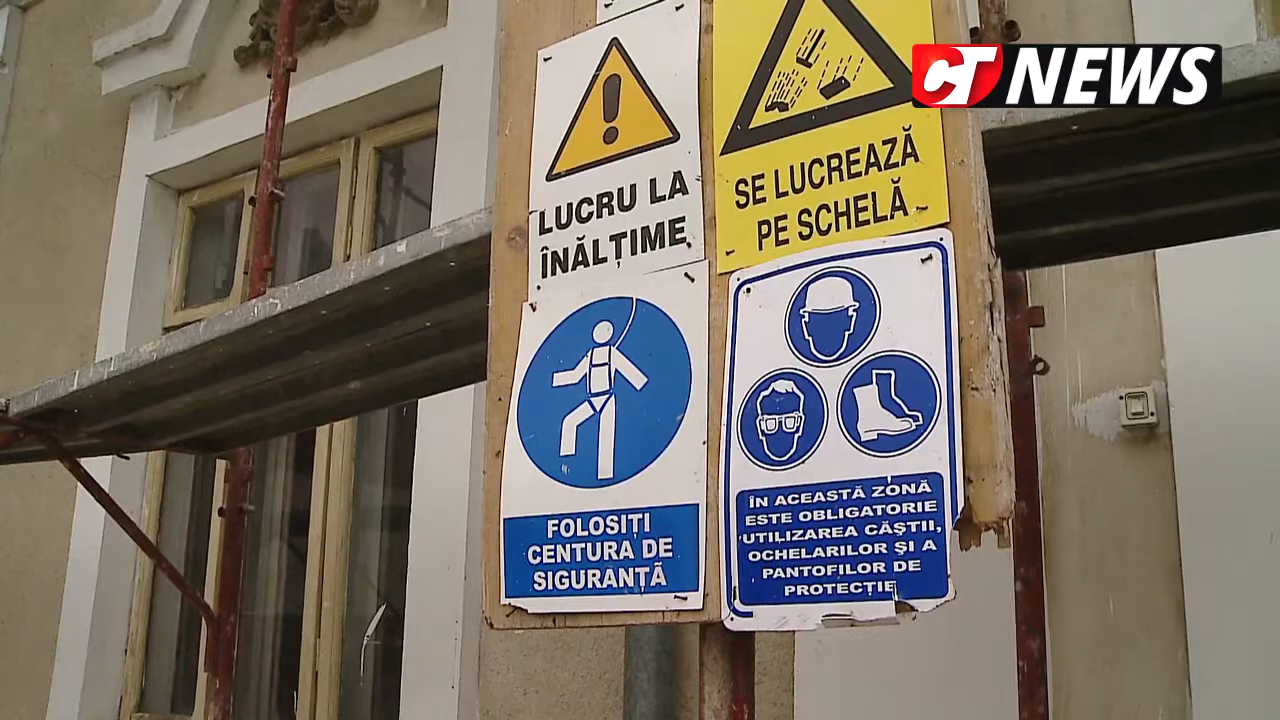 CT NEWS
LUCRU LA
ÎNĂLȚIME
SE LUCREAZĂ
PE SCHELĂ
FOLOSIȚI
CENTURA DE
SIGURANȚĂ
ÎN ACEASTĂ ZONĂ
ESTE OBLIGATORIE
UTILIZAREA CĂȘTII,
OCHELARILOR ȘI A
PANTOFILOR DE
PROTECȚIE